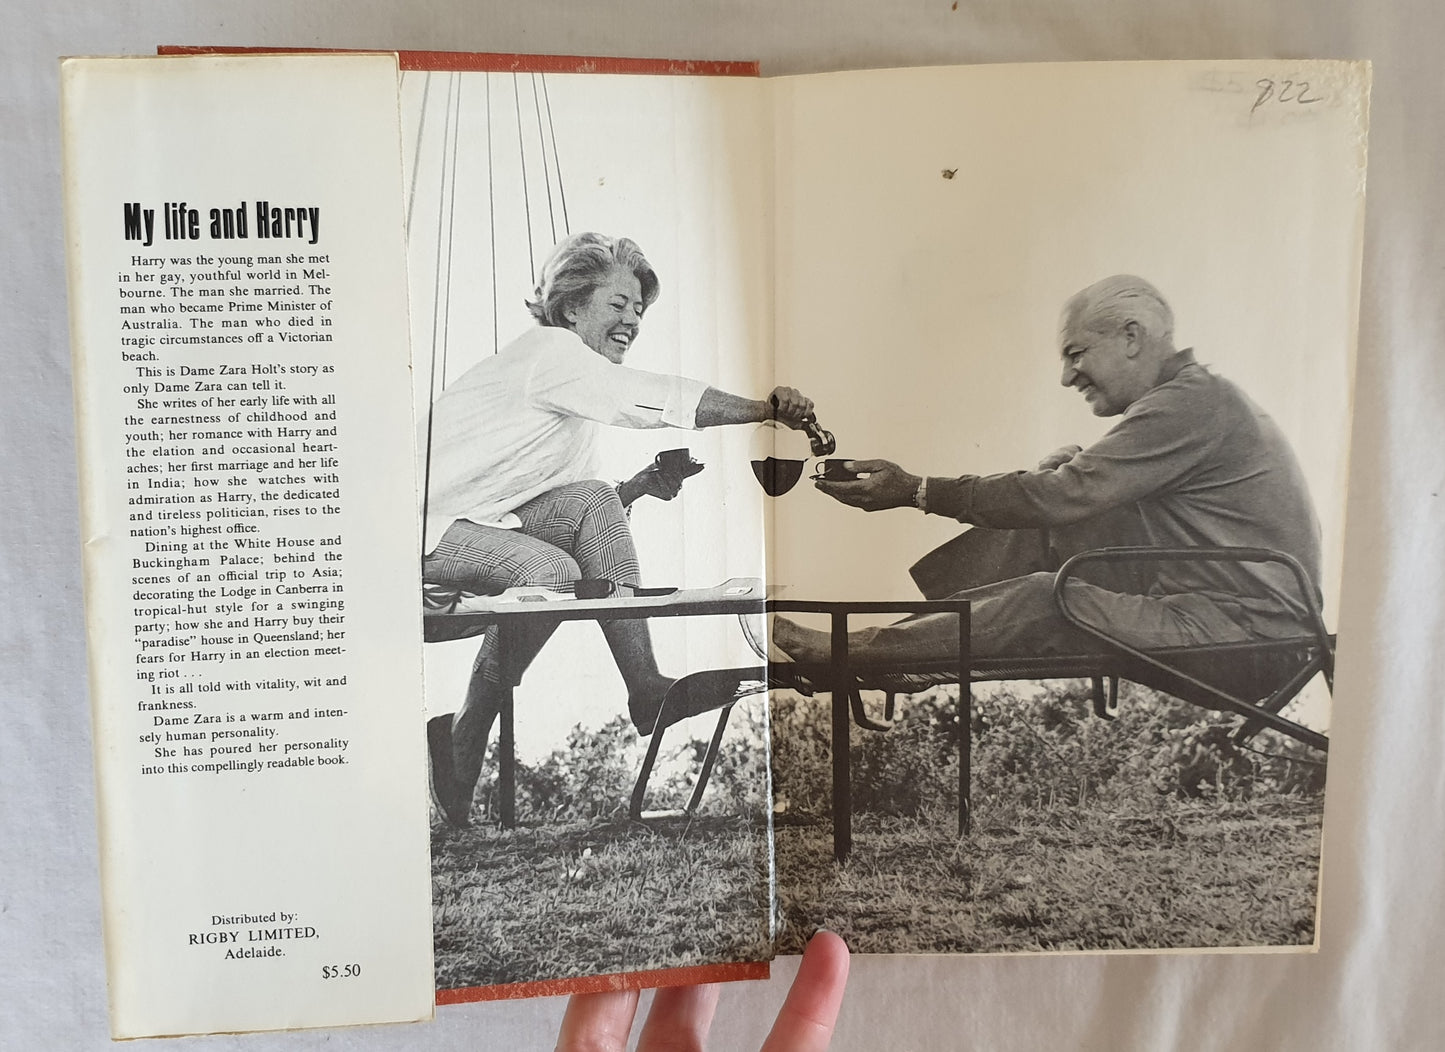 My life and Harry
Harry was the young man she met
in her gay, youthful world in Mel-
bourne. The man she married. The
man who became Prime Minister of
Australia. The man who died in
tragic circumstances off a Victorian
beach.
This is Dame Zara Holt's story as
only Dame Zara can tell it.
She writes of her early life with all
the earnestness of childhood and
youth; her romance with Harry and
the elation and occasional heart-
aches; her first marriage and her life
in India; how she watches with
admiration as Harry, the dedicated
and tireless politician, rises to the
nation's highest office.
Dining at the White House and
Buckingham Palace; behind the
scenes of an official trip to Asia;
decorating the Lodge in Canberra in
tropical-hut style for a swinging
party; how she and Harry buy their
"paradise" house in Queensland; her
fears for Harry in an election meet-
ing riot . . .
It is all told with vitality, wit and
frankness.
Dame Zara is a warm and inten-
sely human personality.
She has poured her personality
into this compellingly readable book.
Distributed by:
RIGBY LIMITED,
Adelaide.
$5.50
822